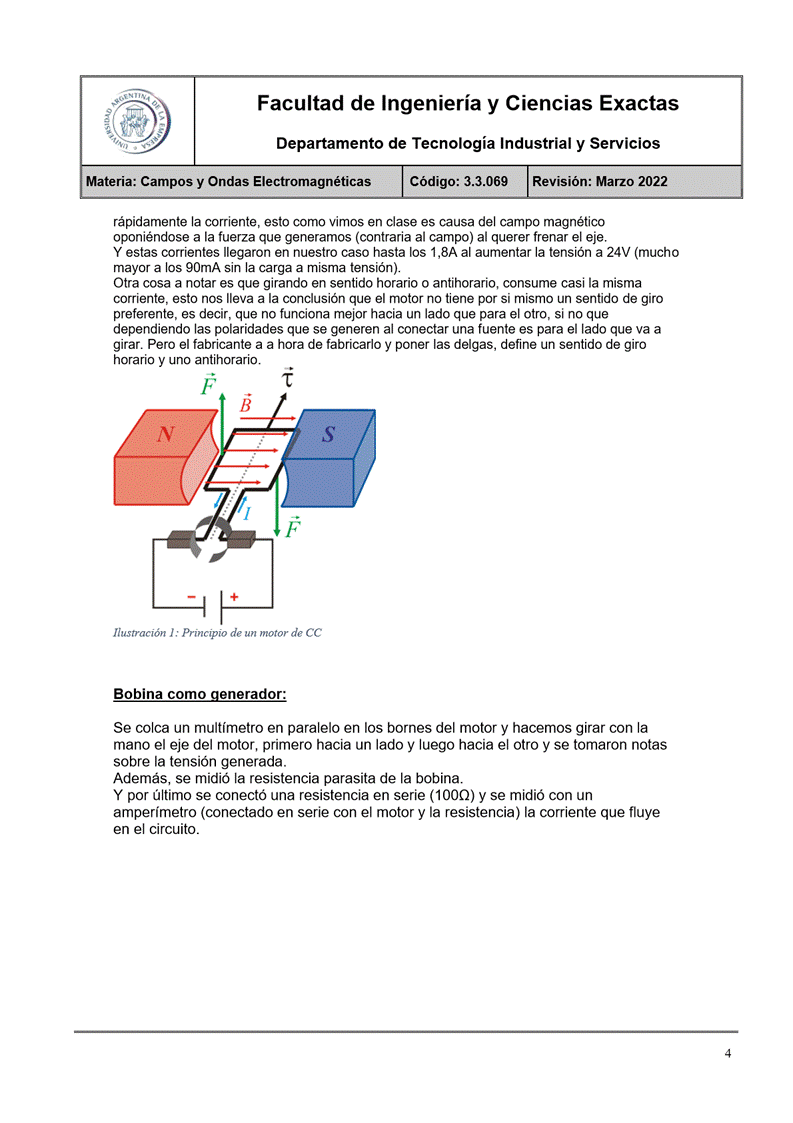 UNIVERSIDAD ARGENTINA DE LA EMPRESA
Facultad de Ingeniería y Ciencias Exactas
Departamento de Tecnología Industrial y Servicios
Materia: Campos y Ondas Electromagnéticas Código: 3.3.069 Revisión: Marzo 2022
rápidamente la corriente, esto como vimos en clase es causa del campo magnético
oponiéndose a la fuerza que generamos (contraria al campo) al querer frenar el eje.
Y estas corrientes llegaron en nuestro caso hasta los 1,8A al aumentar la tensión a 24V (mucho
mayor a los 90mA sin la carga a misma tensión).
Otra cosa a notar es que girando en sentido horario o antihorario, consume casi la misma
corriente, esto nos lleva a la conclusión que el motor no tiene por si mismo un sentido de giro
preferente, es decir, que no funciona mejor hacia un lado que para el otro, si no que
dependiendo las polaridades que se generen al conectar una fuente es para el lado que va a
girar. Pero el fabricante a a hora de fabricarlo y poner las delgas, define un sentido de giro
horario y uno antihorario.
F
τ
B
N
S
I
I
F
− +
Ilustración 1: Principio de un motor de CC
Bobina como generador:
Se colca un multímetro en paralelo en los bornes del motor y hacemos girar con la
mano el eje del motor, primero hacia un lado y luego hacia el otro y se tomaron notas
sobre la tensión generada.
Además, se midió la resistencia parasita de la bobina.
Y por último se conectó una resistencia en serie (100Ω) y se midió con un
amperímetro (conectado en serie con el motor y la resistencia) la corriente que fluye
en el circuito.
4